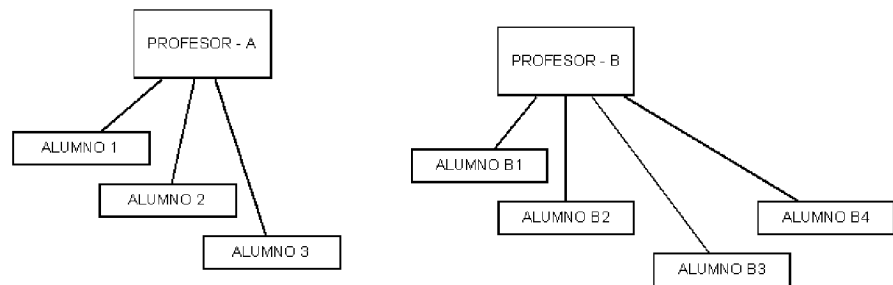 PROFESOR - A
ALUMNO 1
ALUMNO 2
ALUMNO 3
PROFESOR - B
ALUMNO B1
ALUMNO B2
ALUMNO B4
ALUMNO B3